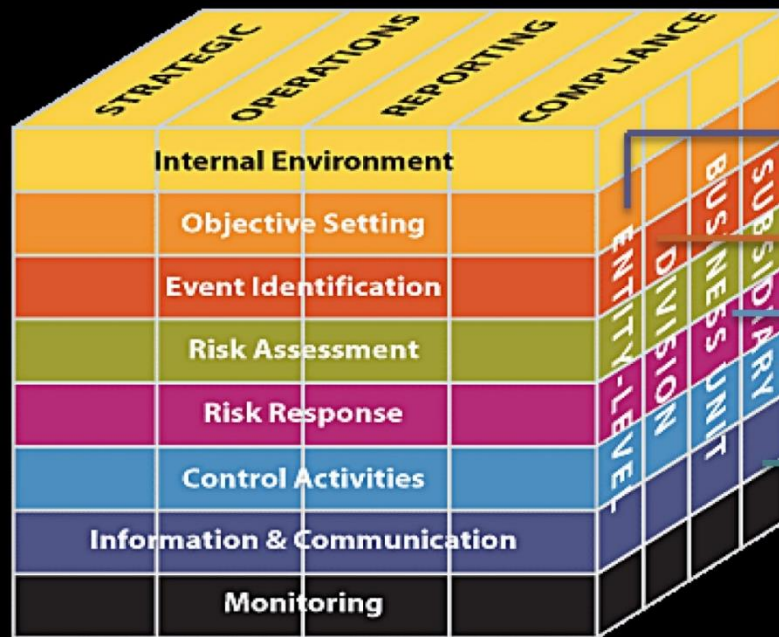 STRATEGIC
OPERATIONS
REPORTING
COMPLIANCE
Internal Environment
Objective Setting
Event Identification
Risk Assessment
Risk Response
Control Activities
Information & Communication
Monitoring
ENTITY-LEVEL
DIVISION
BUSINESS UNIT
SUBSIDIARY